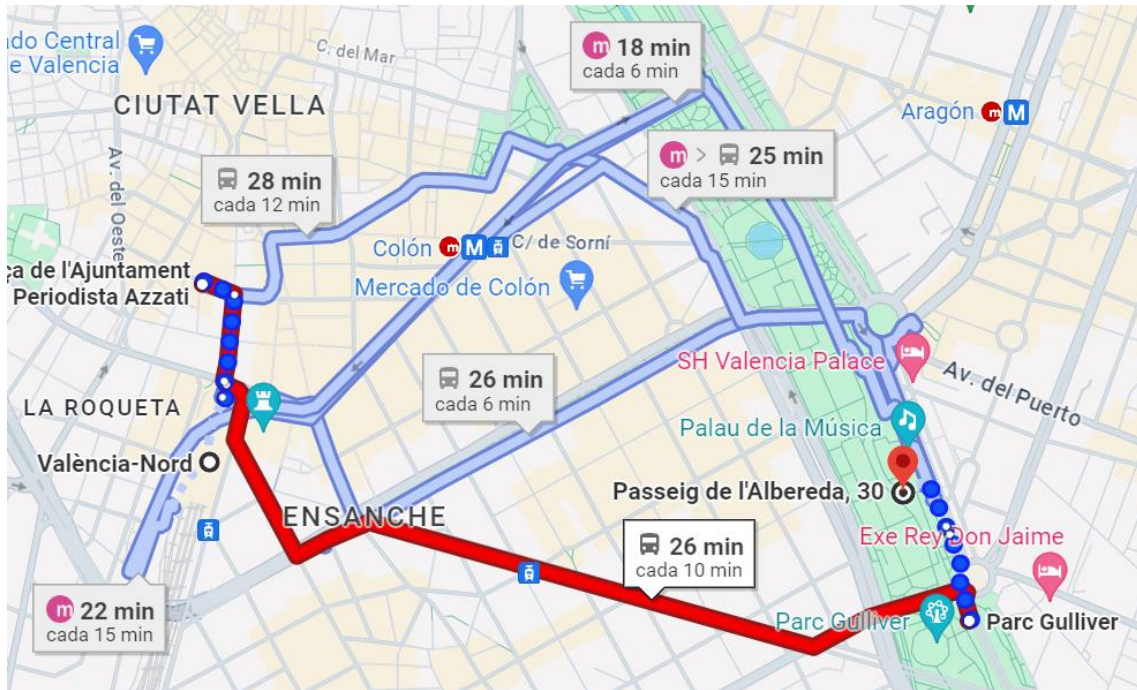 18 min
cada 6 min
ado Central
e Valencia
C. del Mar
CIUTAT VELLA
Aragón
M
25 min
cada 15 min
Av. del Oeste
28 min
cada 12 min
Colón
M
C/ de Sorní
ça de l'Ajuntament
Periodista Azzati
Mercado de Colón
SH Valencia Palace
26 min
cada 6 min
Av. del Puerto
LA ROQUETA
Palau de la Música
València-Nord
Passeig de l'Albereda, 30
ENSANCHE
Exe Rey Don Jaime
26 min
cada 10 min
22 min
cada 15 min
Parc Gulliver
Parc Gulliver